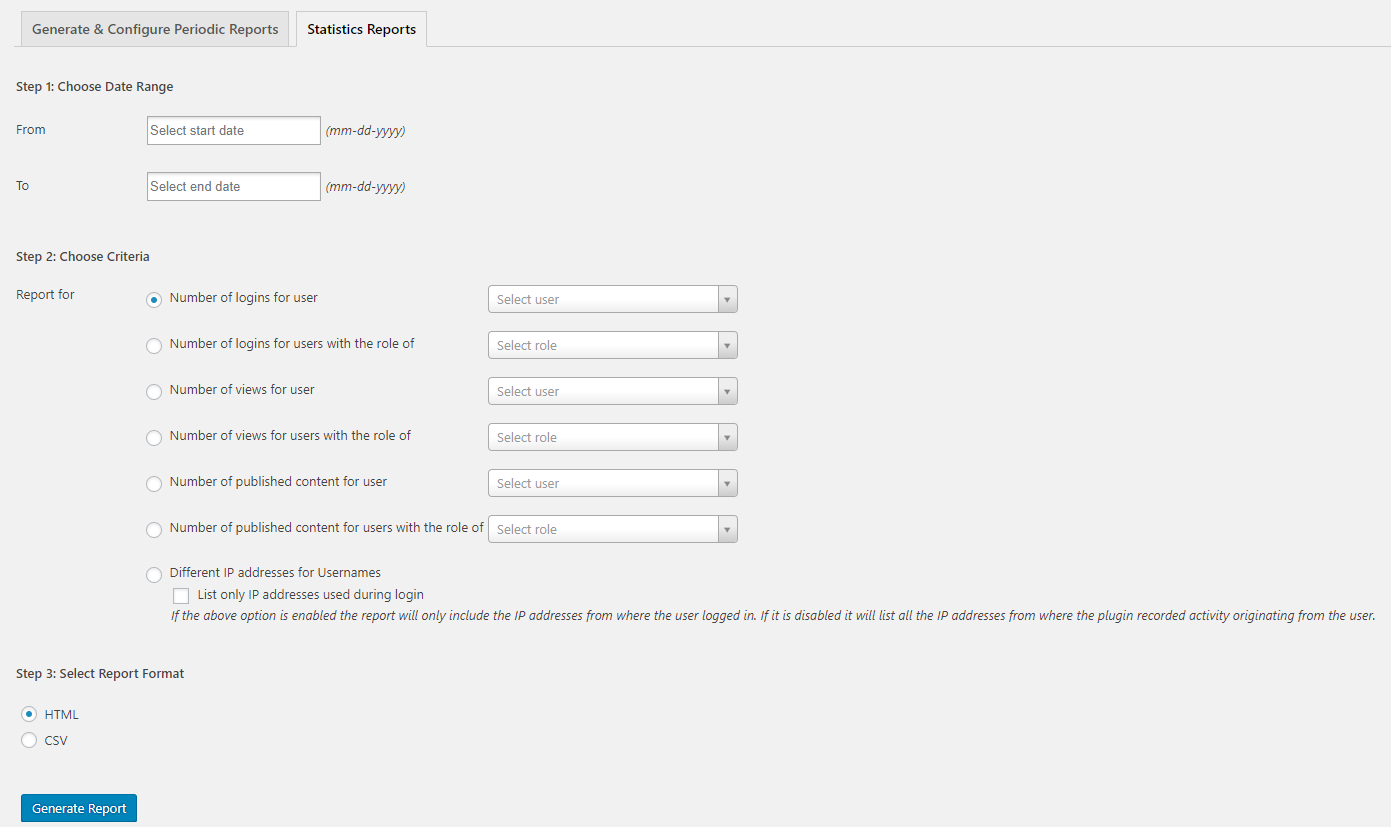 Generate & Configure Periodic Reports
Statistics Reports
Step 1: Choose Date Range
From
Select start date
(mm-dd-yyyy)
To
Select end date
(mm-dd-yyyy)
Step 2: Choose Criteria
Report for
Number of logins for user
Select user
Number of logins for users with the role of
Select role
Number of views for user
Select user
Number of views for users with the role of
Select role
Number of published content for user
Select user
Number of published content for users with the role of
Select role
Different IP addresses for Usernames
List only IP addresses used during login
If the above option is enabled the report will only include the IP addresses from where the user logged in. If it is disabled it will list all the IP addresses from where the plugin recorded activity originating from the user.
Step 3: Select Report Format
HTML
CSV
Generate Report